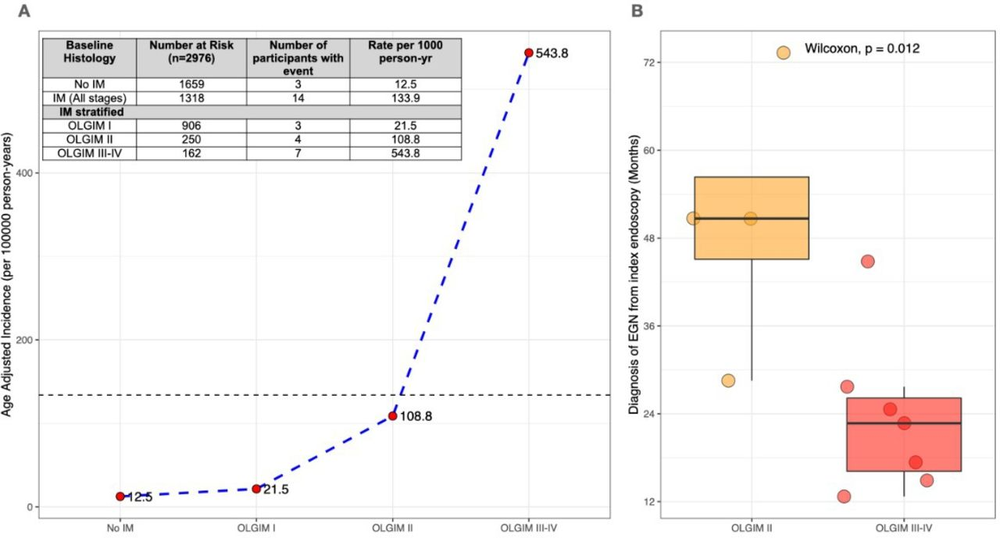 A
Baseline Histology | Number at Risk (n=2976) | Number of participants with event | Rate per 1000 person-yr
No IM | 1659 | 3 | 12.5
IM (All stages) | 1318 | 14 | 133.9
IM stratified
OLGIM I | 906 | 3 | 21.5
OLGIM II | 250 | 4 | 108.8
OLGIM III-IV | 162 | 7 | 543.8
Age Adjusted Incidence (per 100000 person-years)
400
200
0
12.5
21.5
108.8
543.8
No IM
OLGIM I
OLGIM II
OLGIM III-IV
B
Wilcoxon, p = 0.012
Diagnosis of EGN from index endoscopy (Months)
72
60
48
36
24
12
OLGIM II
OLGIM III-IV